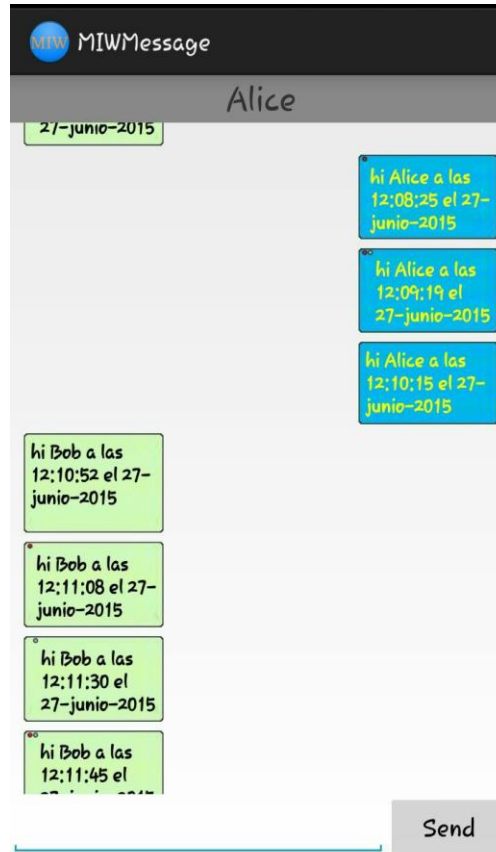 MIW MIWMessage
Alice
27-junio-2015
hi Alice a las
12:08:25 el 27-
junio-2015
hi Alice a las
12:09:19 el
27-junio-2015
hi Alice a las
12:10:15 el 27-
junio-2015
hi Bob a las
12:10:52 el 27-
junio-2015
hi Bob a las
12:11:08 el 27-
junio-2015
hi Bob a las
12:11:30 el
27-junio-2015
hi Bob a las
12:11:45 el
Send